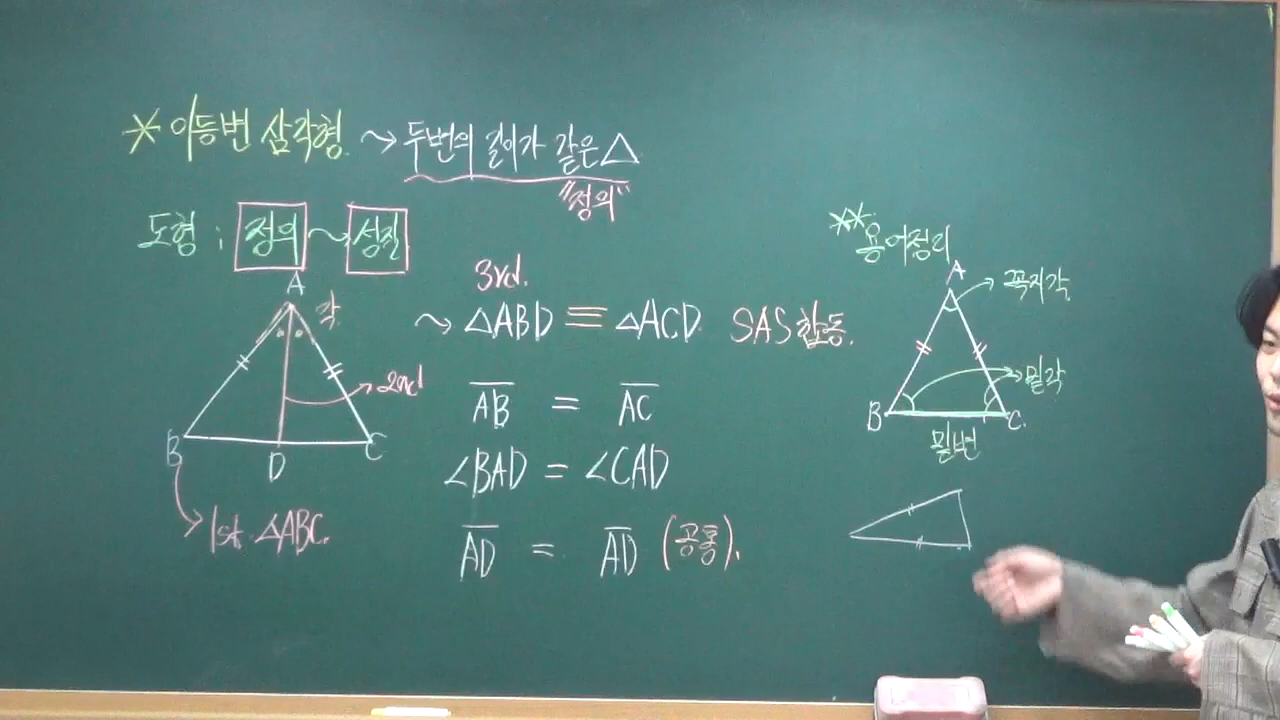 * 이등변 삼각형 ~> 두변의 길이가 같은 △
"정의"
도형 ; 정의 ~> 성질
A
각
2nd
B
D
C
1st. △ABC.
3rd.
~> △ABD ≡ △ACD SAS 합동.
AB = AC
∠BAD = ∠CAD
AD = AD (공통).
** 용어정리
A
꼭지각
밑각
B
C
밑변